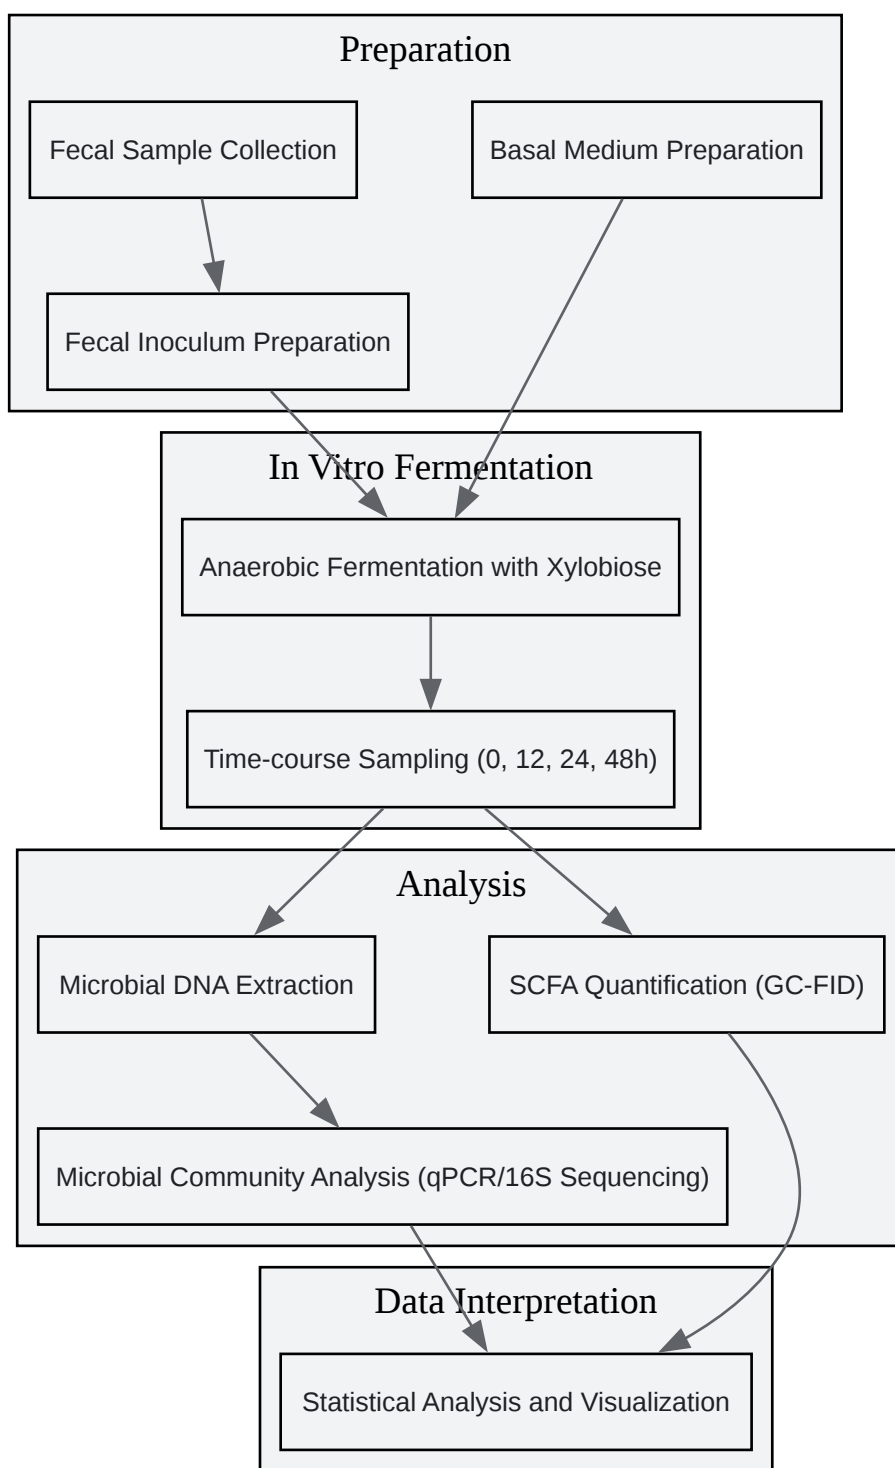 Preparation
Fecal Sample Collection
Basal Medium Preparation
Fecal Inoculum Preparation
In Vitro Fermentation
Anaerobic Fermentation with Xylobiose
Time-course Sampling (0, 12, 24, 48h)
Analysis
Microbial DNA Extraction
SCFA Quantification (GC-FID)
Microbial Community Analysis (qPCR/16S Sequencing)
Data Interpretation
Statistical Analysis and Visualization